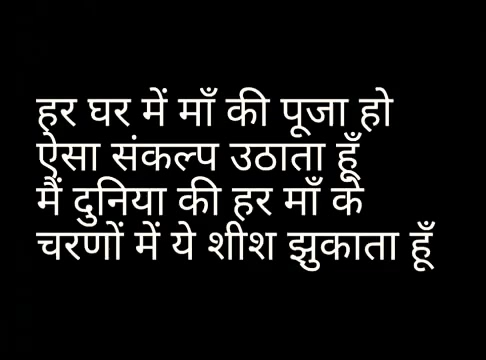 हर घर में माँ की पूजा हो
ऐसा संकल्प उठाता हूँ
मैं दुनिया की हर माँ के
चरणों में ये शीश झुकाता हूँ